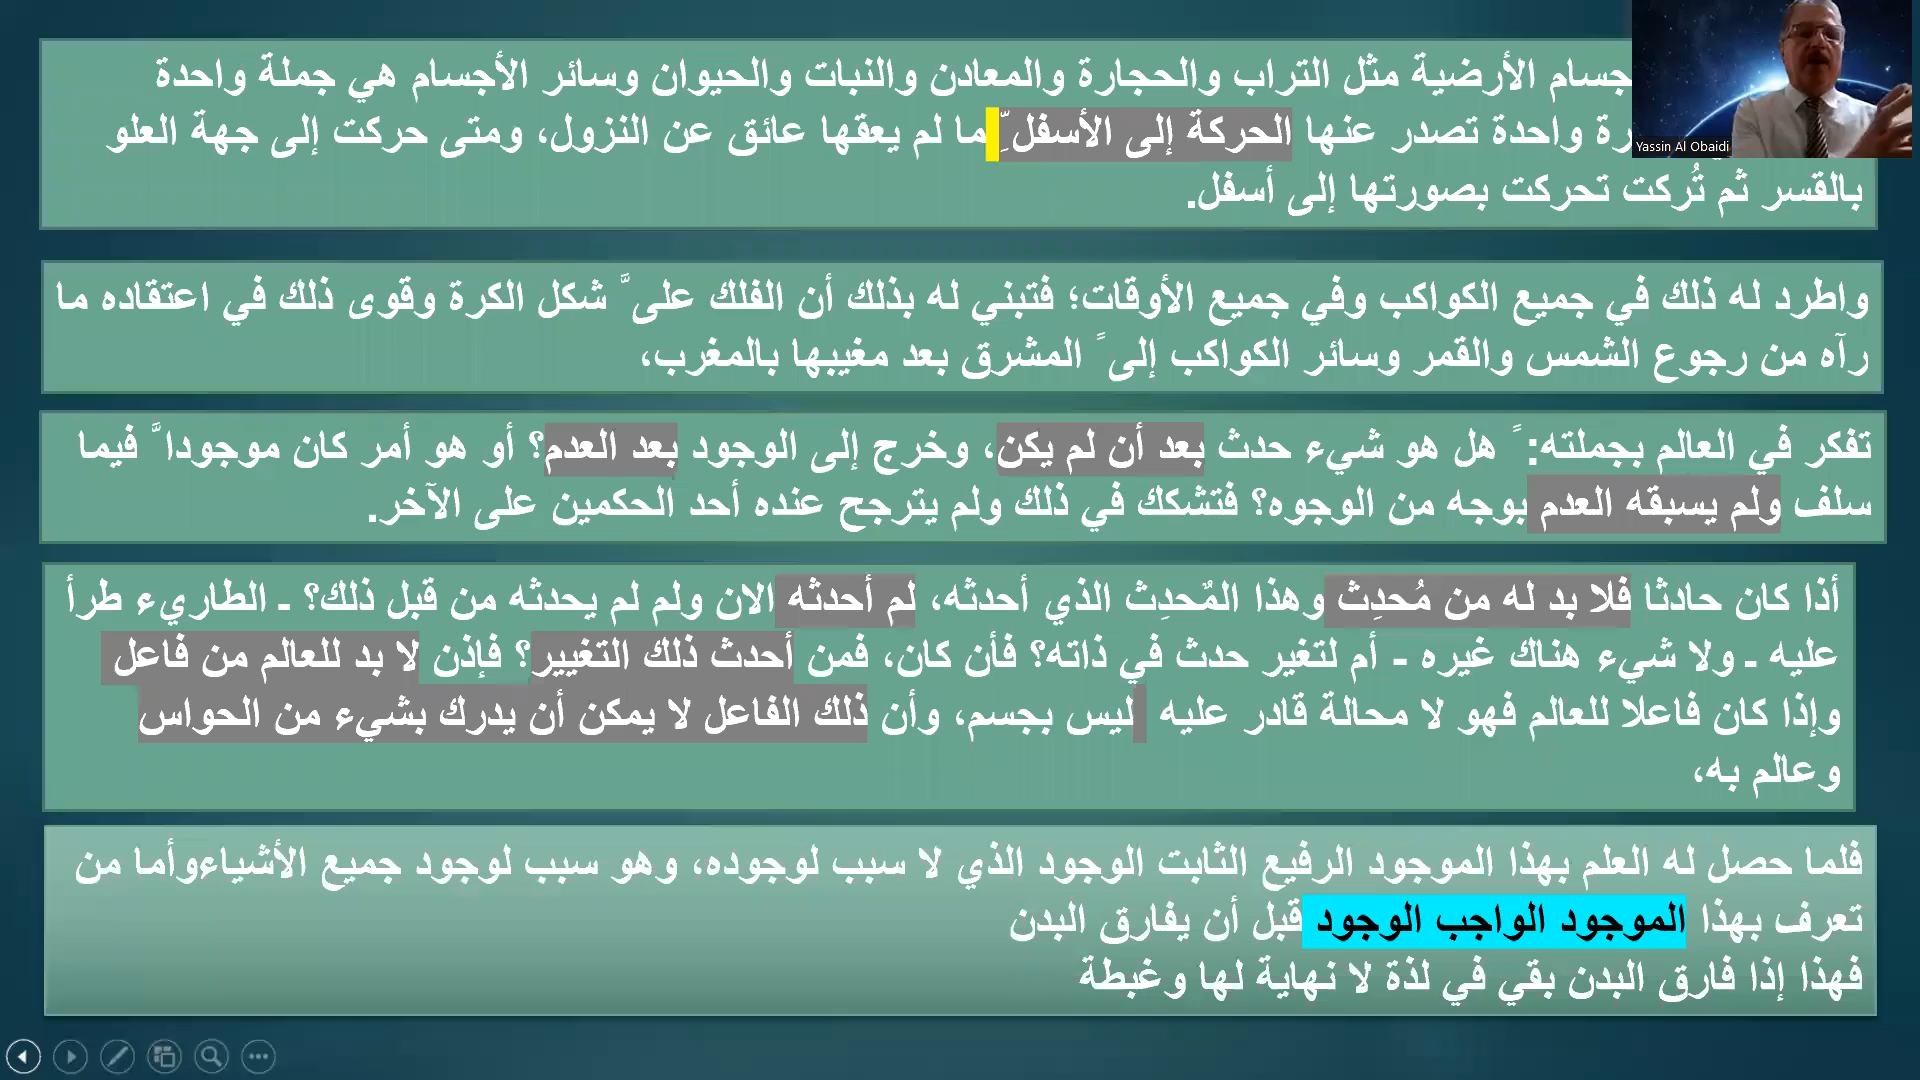 جسام الأرضية مثل التراب والحجارة والمعادن والنبات والحيوان وسائر الأجسام هي جملة واحدة
رة واحدة تصدر عنها الحركة إلى الأسفل ما لم يعقها عائق عن النزول، ومتى حركت إلى جهة العلو
بالقسر ثم تُركت تحركت بصورتها إلى أسفل.
Yassin Al Obaidi
واطرد له ذلك في جميع الكواكب وفي جميع الأوقات؛ فتبني له بذلك أن الفلك على َّ شكل الكرة وقوى ذلك في اعتقاده ما
رآه من رجوع الشمس والقمر وسائر الكواكب إلى ً المشرق بعد مغيبها بالمغرب،
تفكر في العالم بجملته: ً هل هو شيء حدث بعد أن لم يكن، وخرج إلى الوجود بعد العدم؟ أو هو أمر كان موجودا َّ فيما
سلف ولم يسبقه العدم بوجه من الوجوه؟ فتشكك في ذلك ولم يترجح عنده أحد الحكمين على الآخر.
أذا كان حادثا فلا بد له من مُحدِث وهذا المٌحدِث الذي أحدثه، لم أحدثه الان ولم لم يحدثه من قبل ذلك؟ ـ الطاريء طرأ
عليه ـ ولا شيء هناك غيره - أم لتغير حدث في ذاته؟ فأن كان، فمن أحدث ذلك التغيير؟ فإذن لا بد للعالم من فاعل
وإذا كان فاعلا للعالم فهو لا محالة قادر عليه ليس بجسم، وأن ذلك الفاعل لا يمكن أن يدرك بشيء من الحواس
وعالم به،
فلما حصل له العلم بهذا الموجود الرفيع الثابت الوجود الذي لا سبب لوجوده، وهو سبب لوجود جميع الأشياءوأما من
تعرف بهذا الموجود الواجب الوجود قبل أن يفارق البدن
فهذا إذا فارق البدن بقي في لذة لا نهاية لها وغبطة